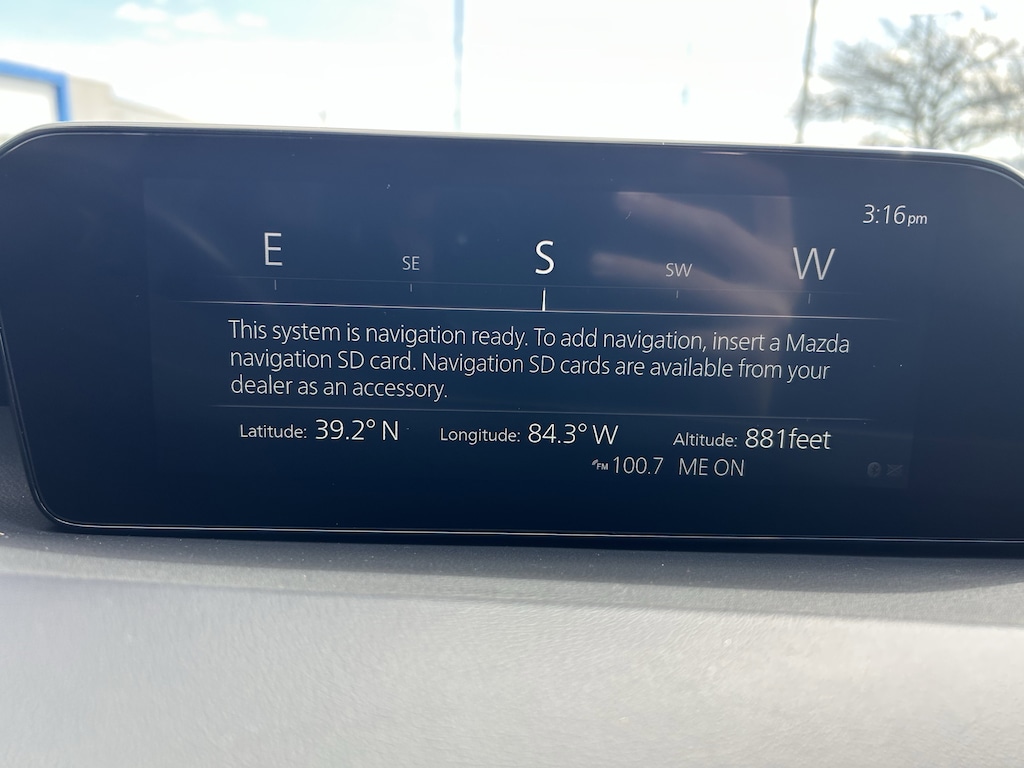 3:16pm
E SE S SW W
This system is navigation ready. To add navigation, insert a Mazda
navigation SD card. Navigation SD cards are available from your
dealer as an accessory.
Latitude: 39.2° N Longitude: 84.3° W Altitude: 881feet
FM 100.7 ME ON